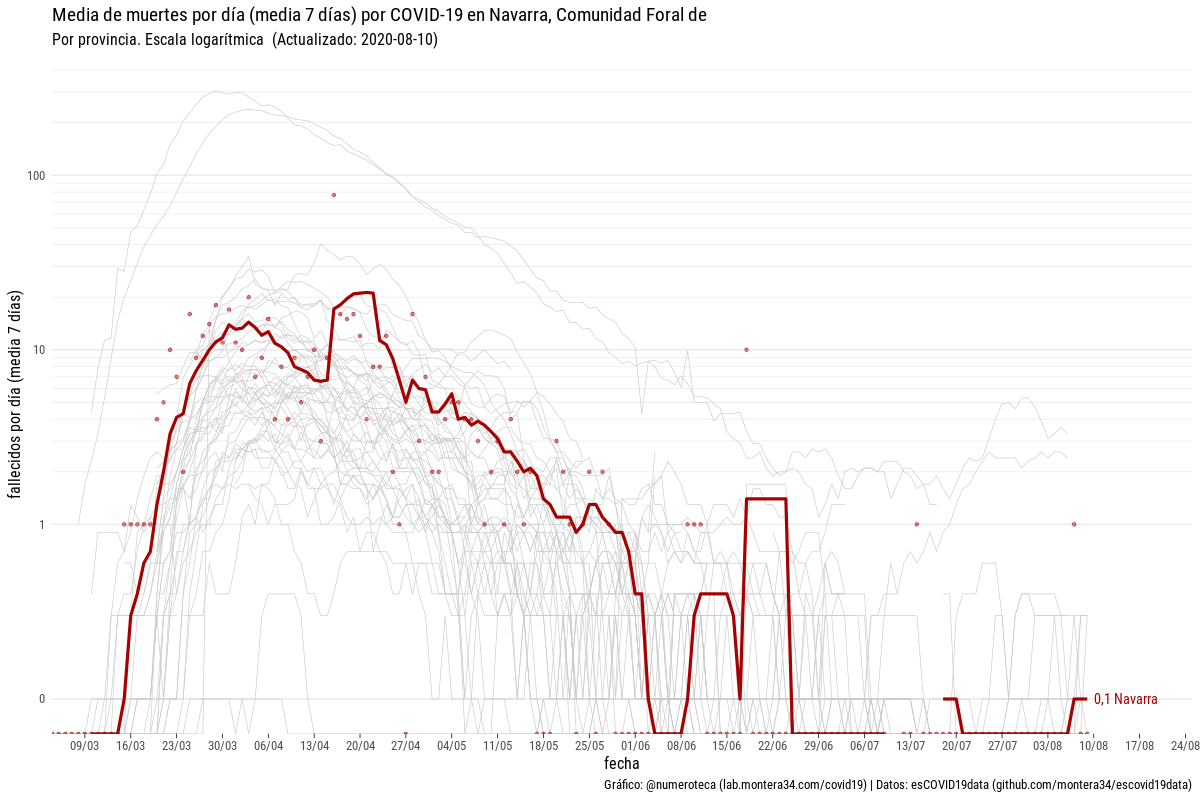 Media de muertes por día (media 7 días) por COVID-19 en Navarra, Comunidad Foral de
Por provincia. Escala logarítmica (Actualizado: 2020-08-10)
fallecidos por día (media 7 días)
100
10
1
0
0,1 Navarra
09/03 16/03 23/03 30/03 06/04 13/04 20/04 27/04 04/05 11/05 18/05 25/05 01/06 08/06 15/06 22/06 29/06 06/07 13/07 20/07 27/07 03/08 10/08 17/08 24/08
fecha
Gráfico: @numeroteca (lab.montera34.com/covid19) | Datos: esCOVID19data (github.com/montera34/escovid19data)